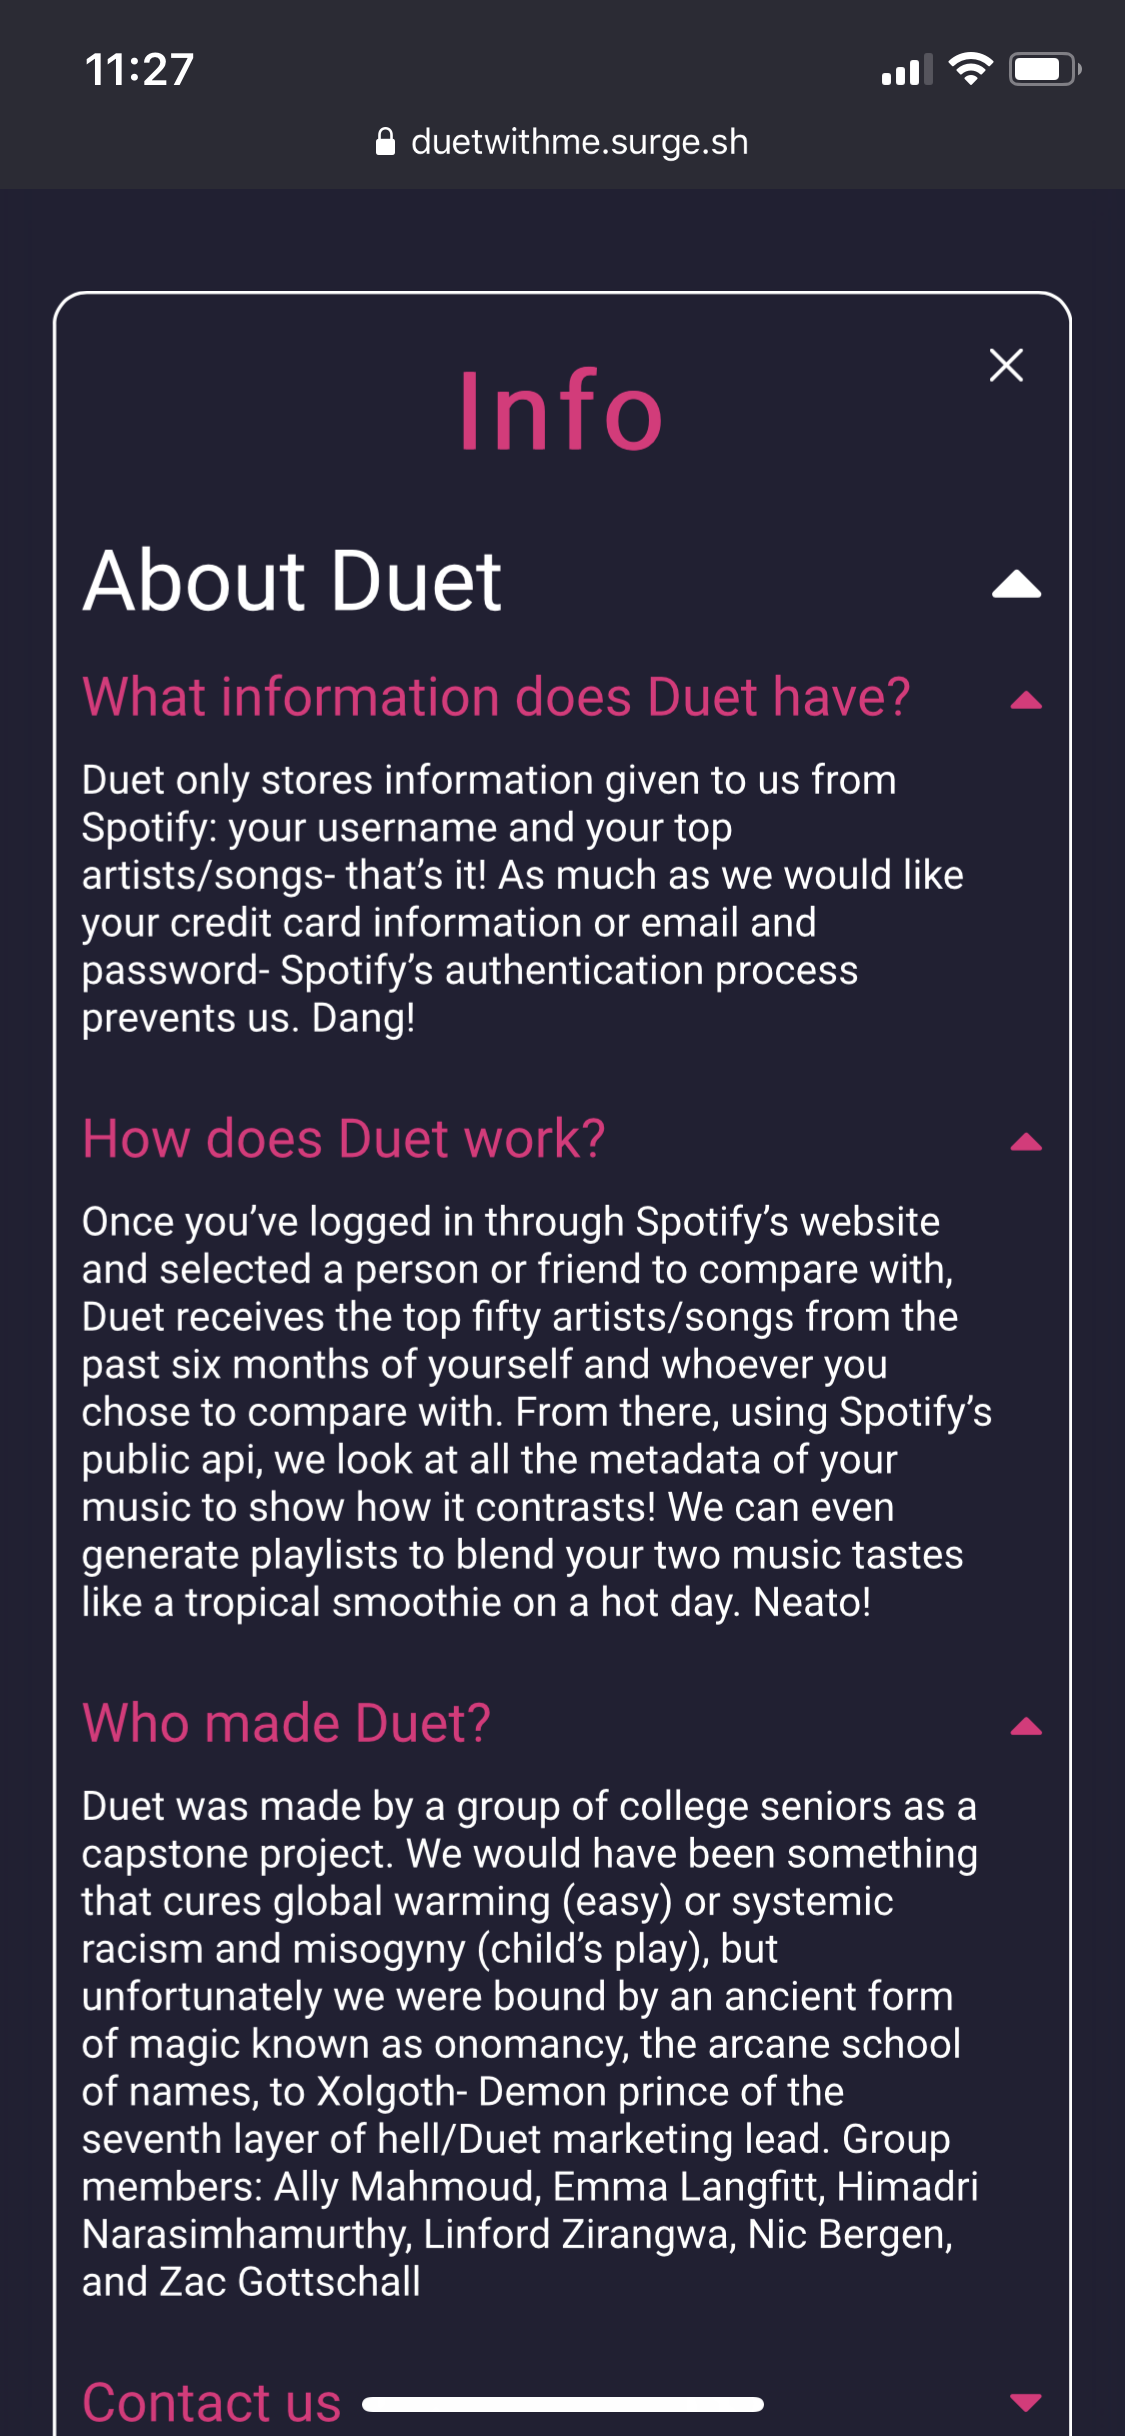 11:27
duetwithme.surge.sh
Info
About Duet
What information does Duet have?
Duet only stores information given to us from
Spotify: your username and your top
artists/songs- that’s it! As much as we would like
your credit card information or email and
password- Spotify’s authentication process
prevents us. Dang!
How does Duet work?
Once you’ve logged in through Spotify’s website
and selected a person or friend to compare with,
Duet receives the top fifty artists/songs from the
past six months of yourself and whoever you
chose to compare with. From there, using Spotify’s
public api, we look at all the metadata of your
music to show how it contrasts! We can even
generate playlists to blend your two music tastes
like a tropical smoothie on a hot day. Neato!
Who made Duet?
Duet was made by a group of college seniors as a
capstone project. We would have been something
that cures global warming (easy) or systemic
racism and misogyny (child’s play), but
unfortunately we were bound by an ancient form
of magic known as onomancy, the arcane school
of names, to Xolgoth- Demon prince of the
seventh layer of hell/Duet marketing lead. Group
members: Ally Mahmoud, Emma Langfitt, Himadri
Narasimhamurthy, Linford Zirangwa, Nic Bergen,
and Zac Gottschall
Contact us